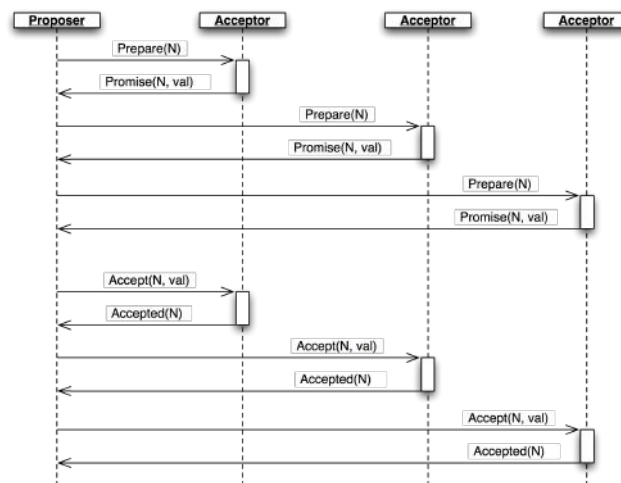 Proposer Acceptor Acceptor Acceptor
Prepare(N)
Promise(N, val)
Prepare(N)
Promise(N, val)
Prepare(N)
Promise(N, val)
Accept(N, val)
Accepted(N)
Accept(N, val)
Accepted(N)
Accept(N, val)
Accepted(N)